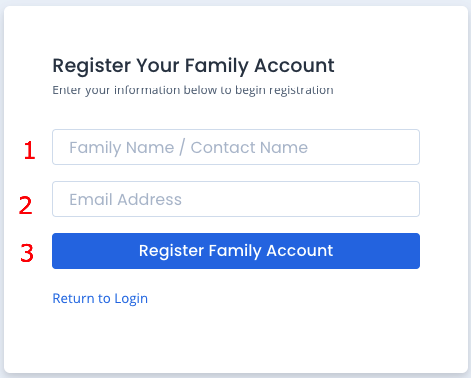 Register Your Family Account
Enter your information below to begin registration
1 Family Name / Contact Name
2 Email Address
3 Register Family Account
Return to Login